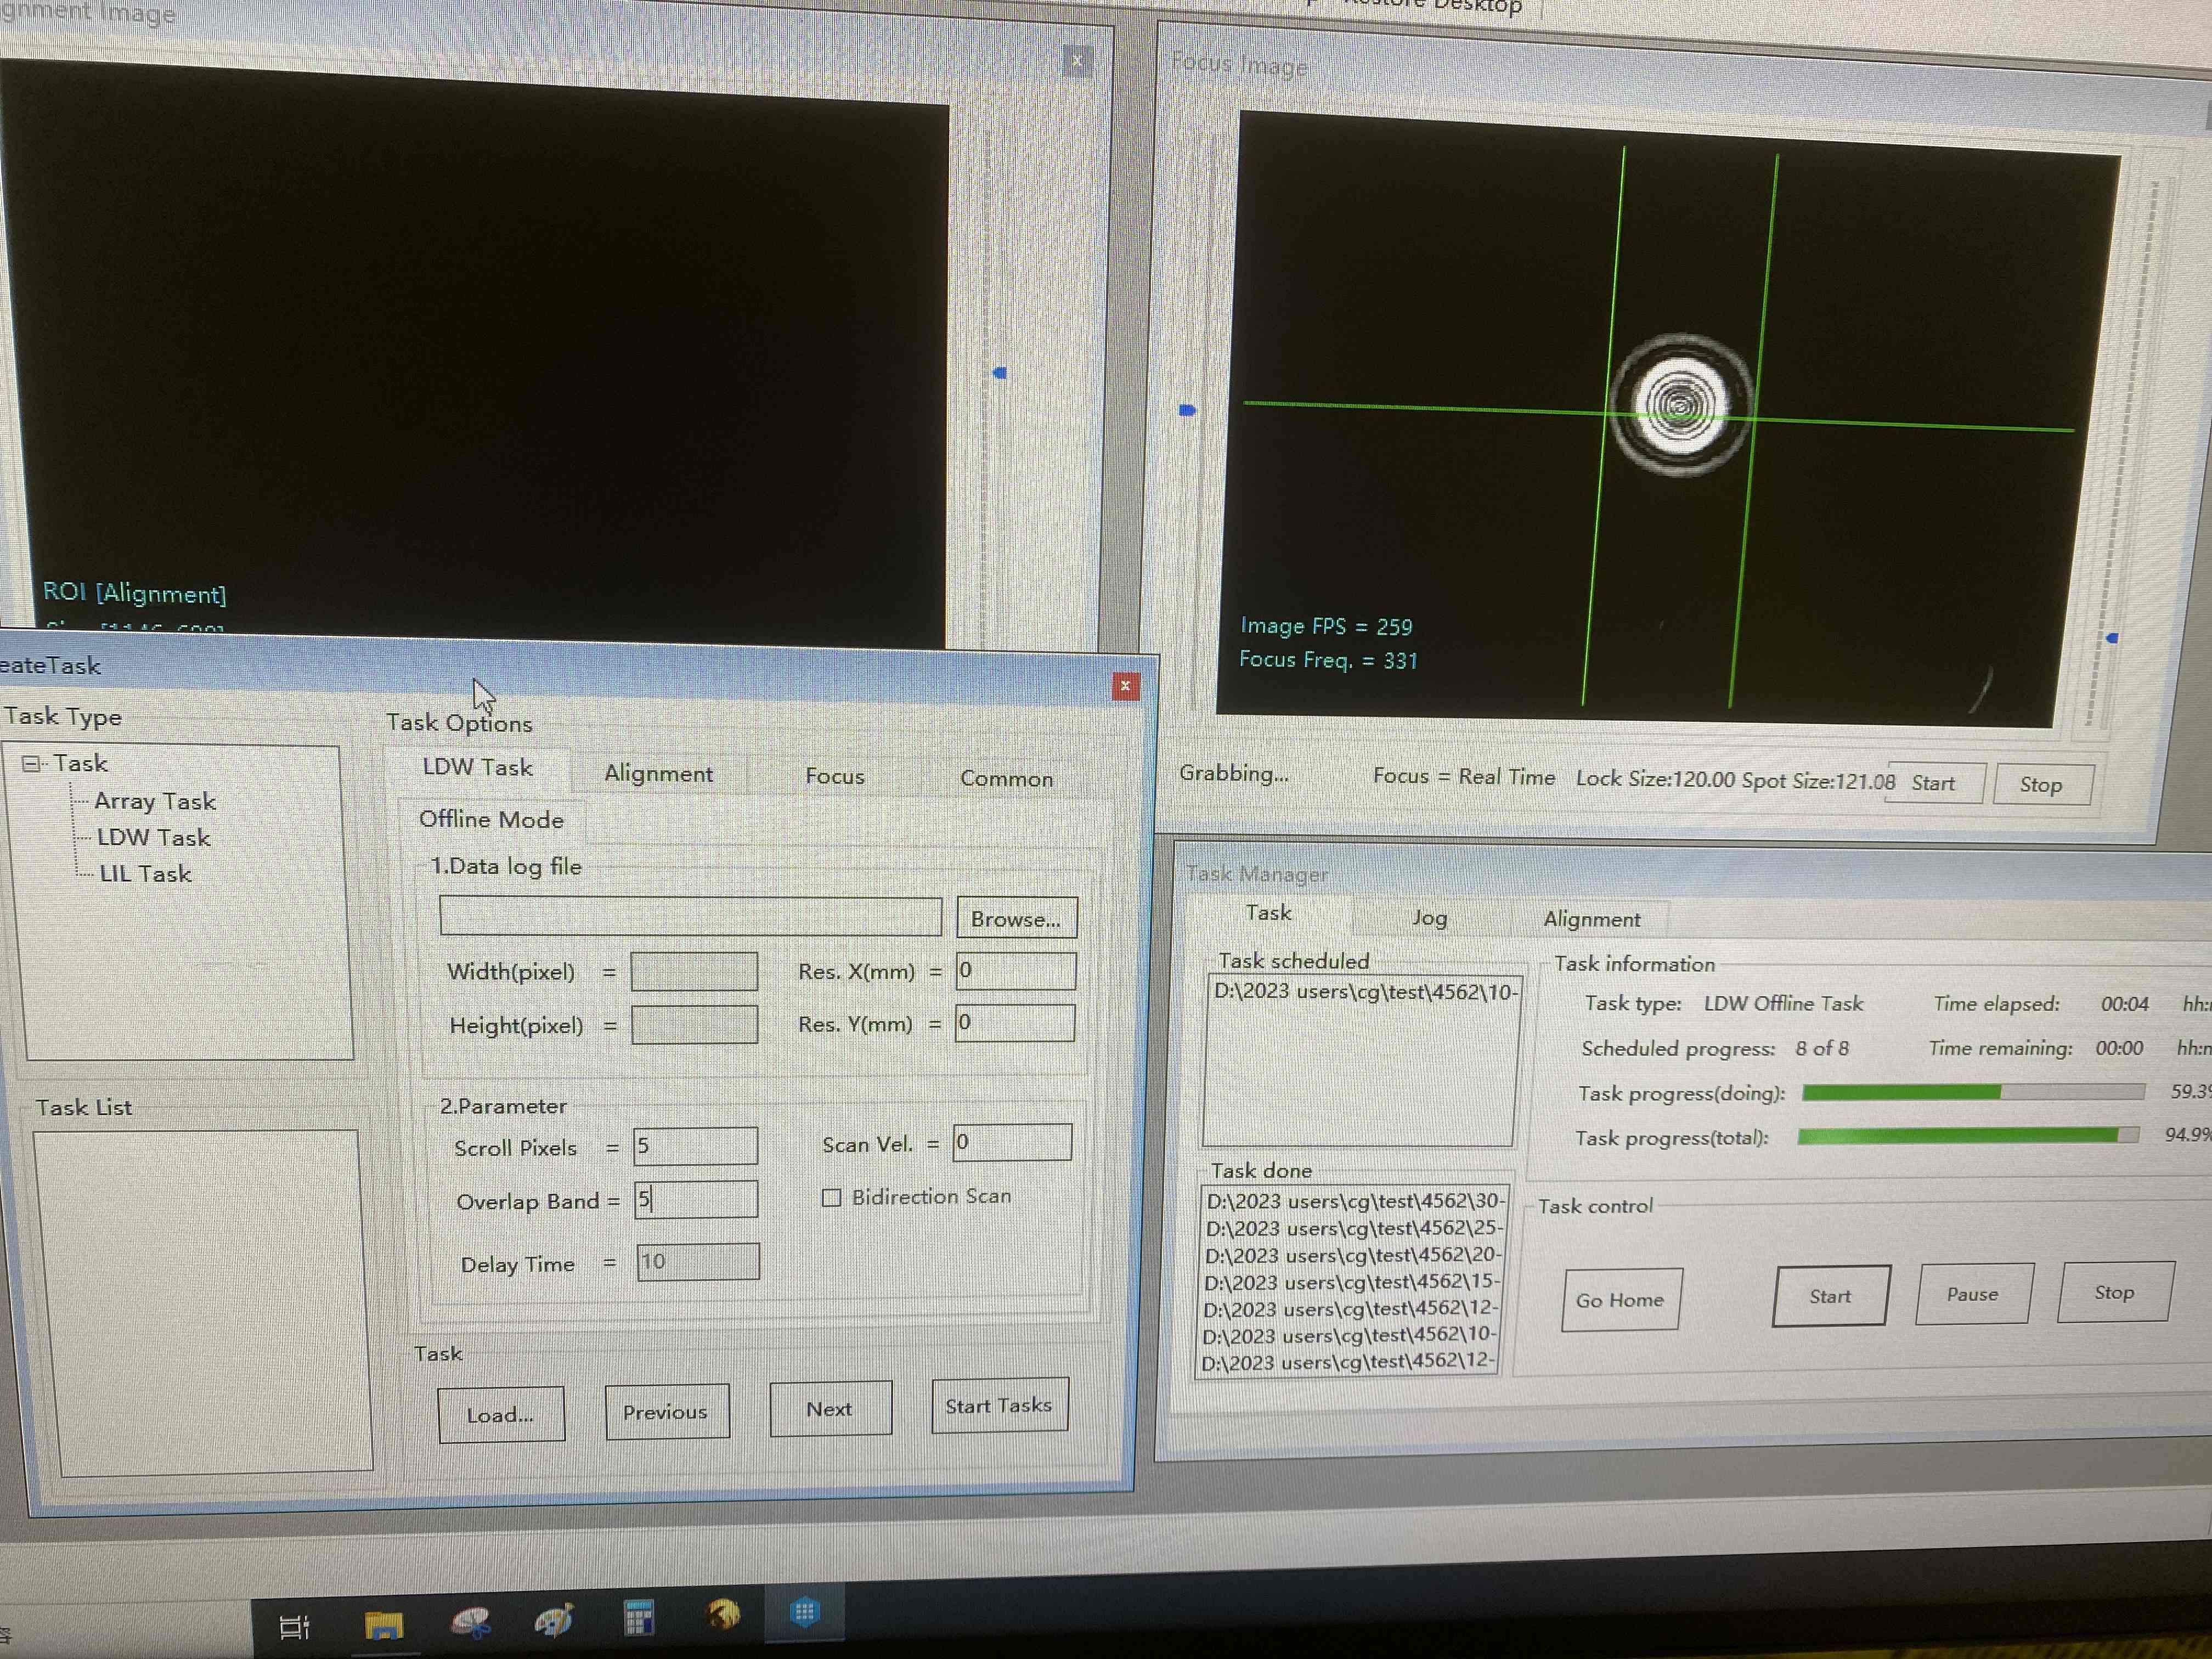 gnment Image
Restore Desktop
x
Focus Image
ROI [Alignment]
Image FPS = 259
Focus Freq. = 331
Grabbing...
Focus = Real Time
Lock Size:120.00 Spot Size:121.08
Start
Stop
eateTask
x
Task Type
Task
Array Task
LDW Task
LIL Task
Task List
Task Options
LDW Task
Alignment
Focus
Common
Offline Mode
1.Data log file
Browse...
Width(pixel) =
Res. X(mm) = 0
Height(pixel) =
Res. Y(mm) = 0
2.Parameter
Scroll Pixels = 5
Scan Vel. = 0
Overlap Band = 5
Bidirection Scan
Delay Time = 10
Task
Load...
Previous
Next
Start Tasks
Task Manager
Task
Jog
Alignment
Task scheduled
D:\2023 users\cg\test\4562\10-
Task done
D:\2023 users\cg\test\4562\30-
D:\2023 users\cg\test\4562\25-
D:\2023 users\cg\test\4562\20-
D:\2023 users\cg\test\4562\15-
D:\2023 users\cg\test\4562\12-
D:\2023 users\cg\test\4562\10-
D:\2023 users\cg\test\4562\12-
Task information
Task type: LDW Offline Task
Time elapsed: 00:04 hh:
Scheduled progress: 8 of 8
Time remaining: 00:00 hh:
Task progress(doing): 59.3
Task progress(total): 94.9%
Task control
Go Home
Start
Pause
Stop